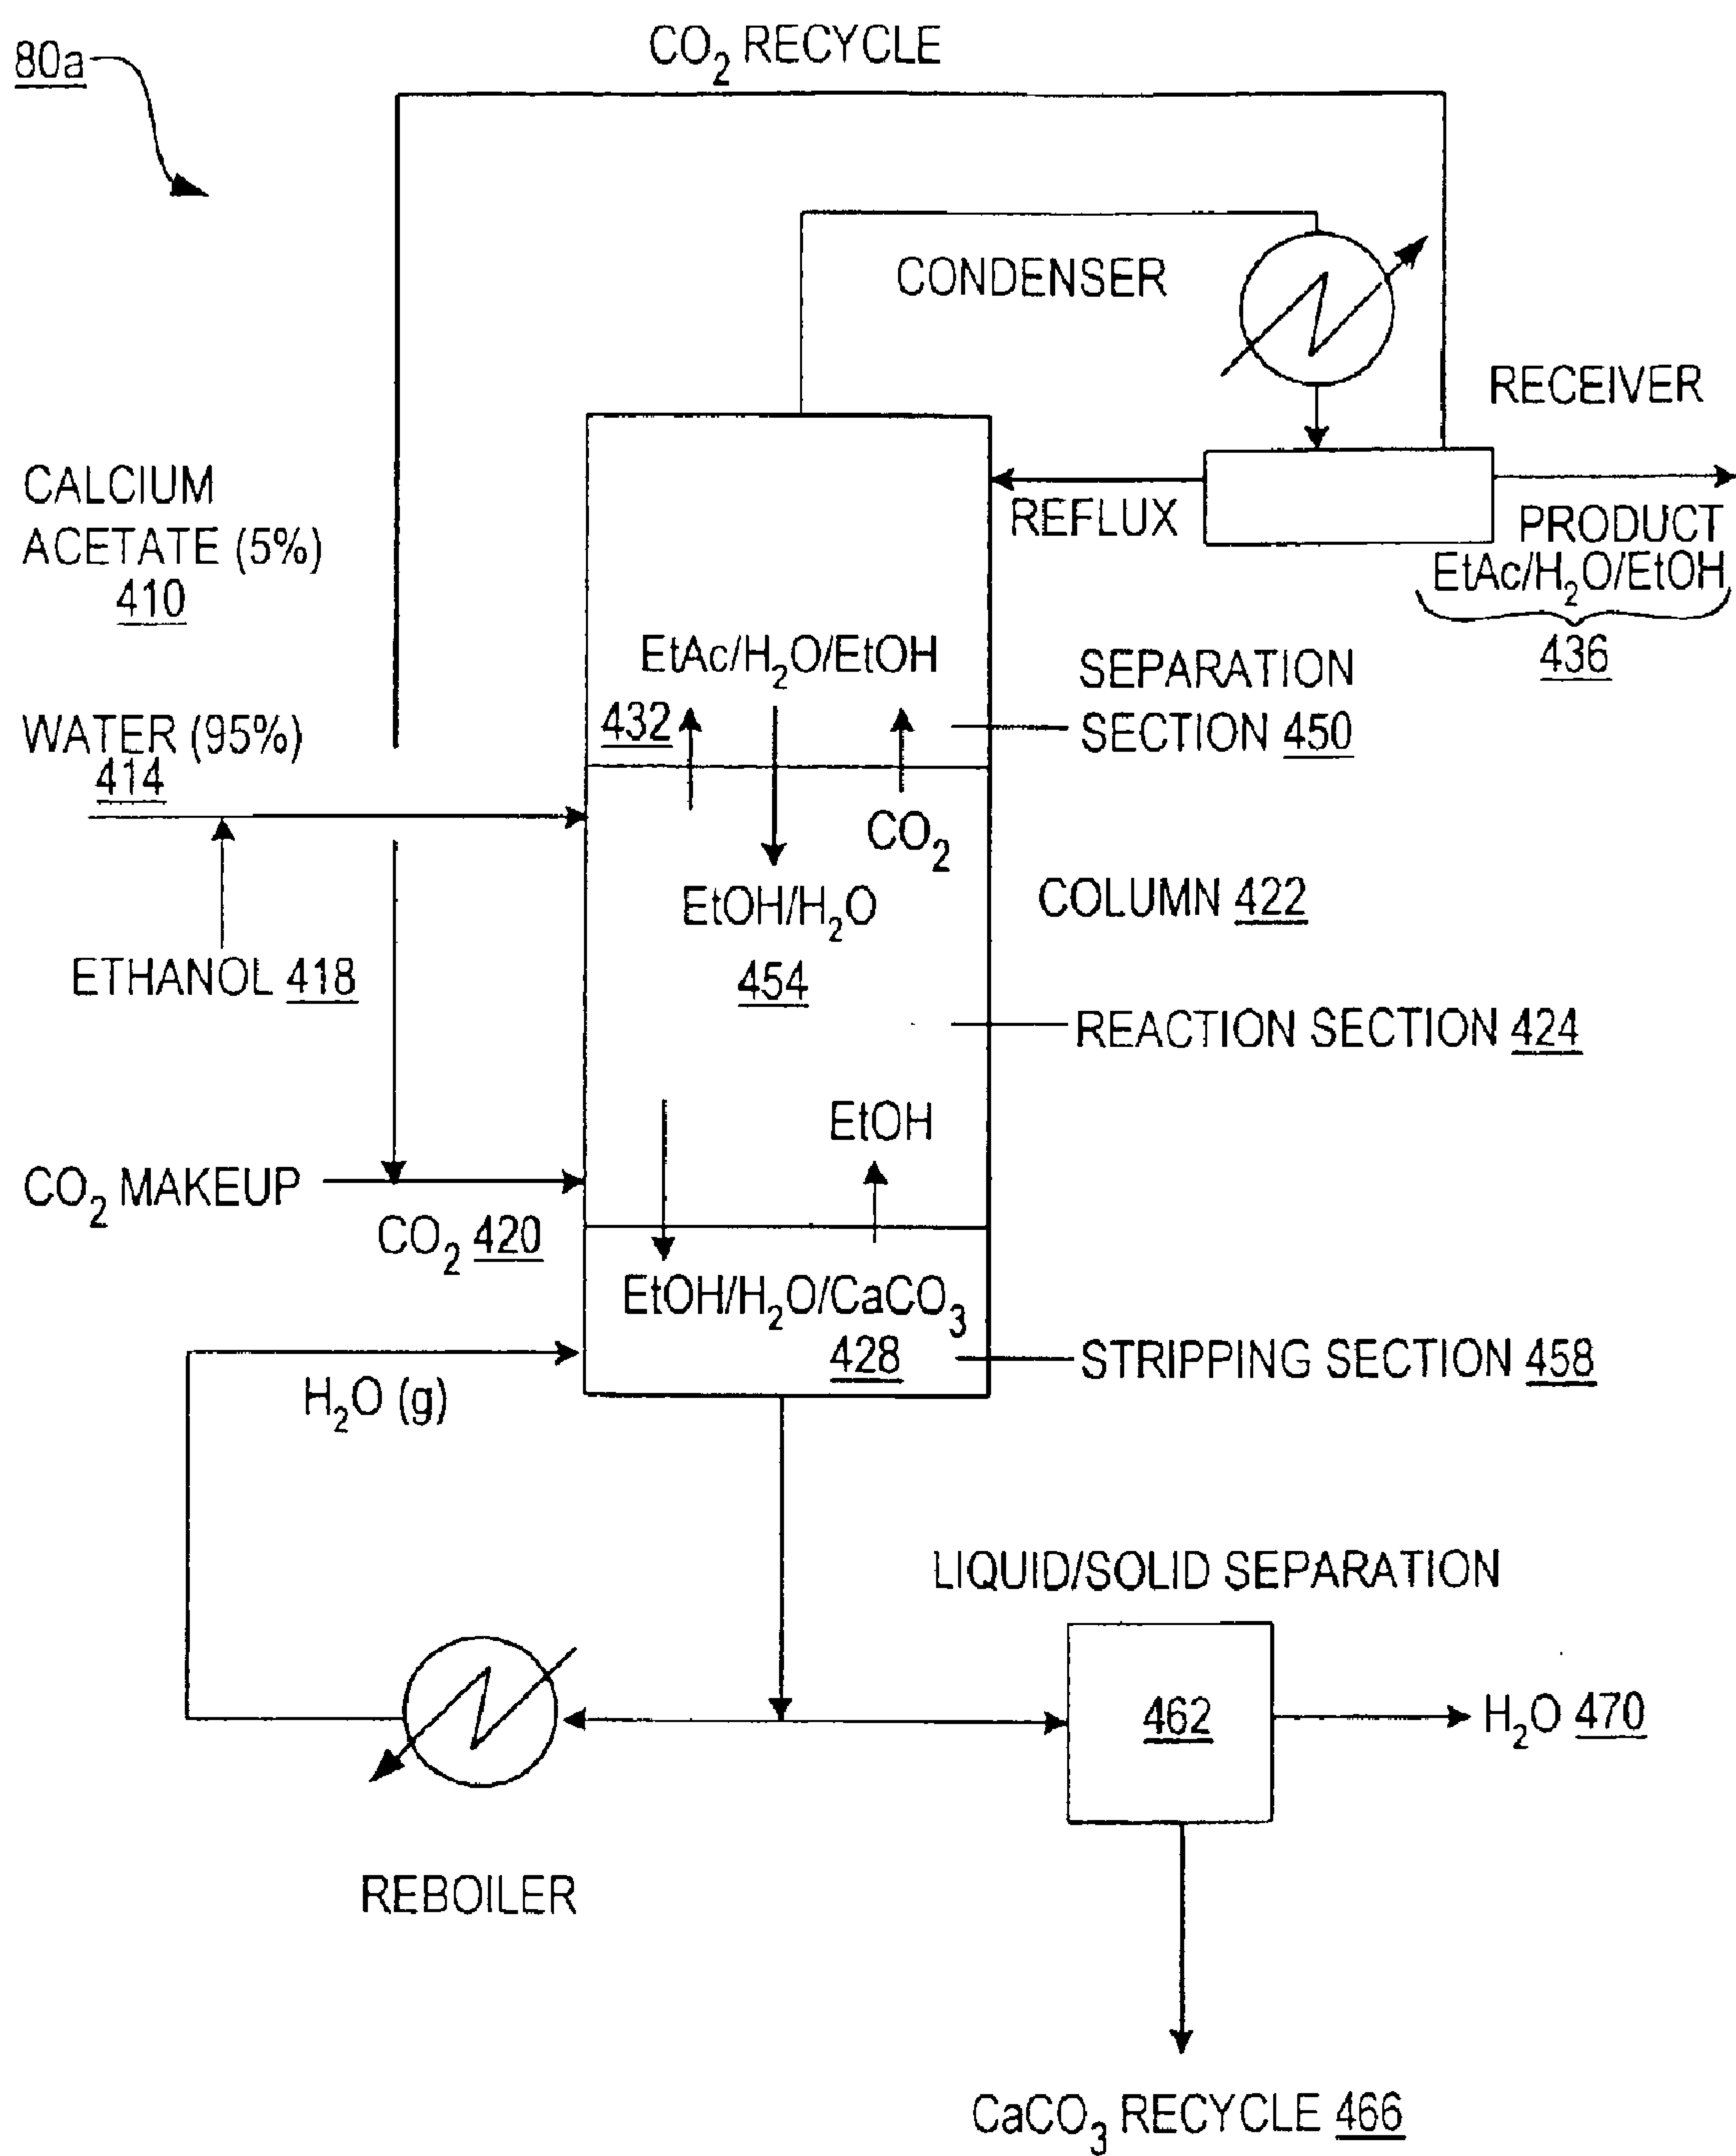 80a
CO₂ RECYCLE
CONDENSER
RECEIVER
CALCIUM
ACETATE (5%)
410
REFLUX
PRODUCT
EtAc/H₂O/EtOH
436
EtAc/H₂O/EtOH
432
SEPARATION
SECTION 450
WATER (95%)
414
CO₂
EtOH/H₂O
454
COLUMN 422
ETHANOL 418
REACTION SECTION 424
EtOH
CO₂ MAKEUP
CO₂ 420
EtOH/H₂O/CaCO₃
428
STRIPPING SECTION 458
H₂O (g)
LIQUID/SOLID SEPARATION
462
H₂O 470
REBOILER
CaCO₃ RECYCLE 466